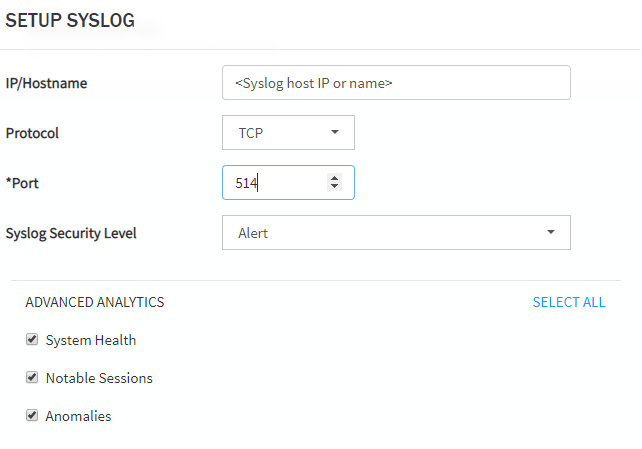 SETUP SYSLOG
IP/Hostname <Syslog host IP or name>
Protocol TCP
*Port 514
Syslog Security Level Alert
ADVANCED ANALYTICS SELECT ALL
System Health
Notable Sessions
Anomalies